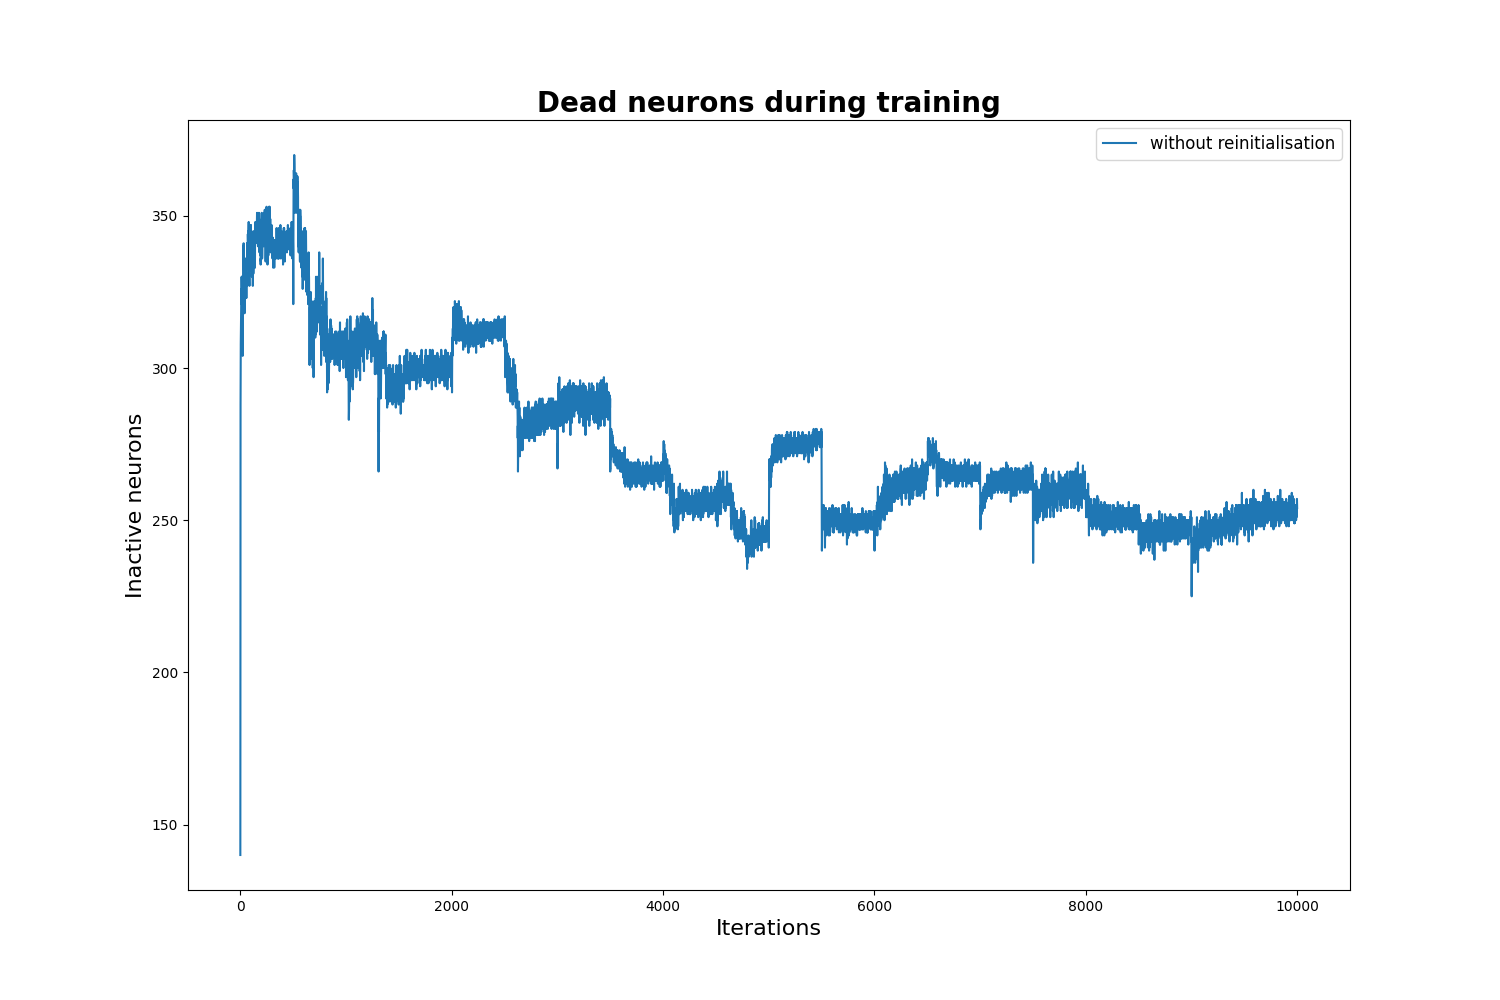 Dead neurons during training
without reinitialisation
Inactive neurons
350
300
250
200
150
0 2000 4000 6000 8000 10000
Iterations